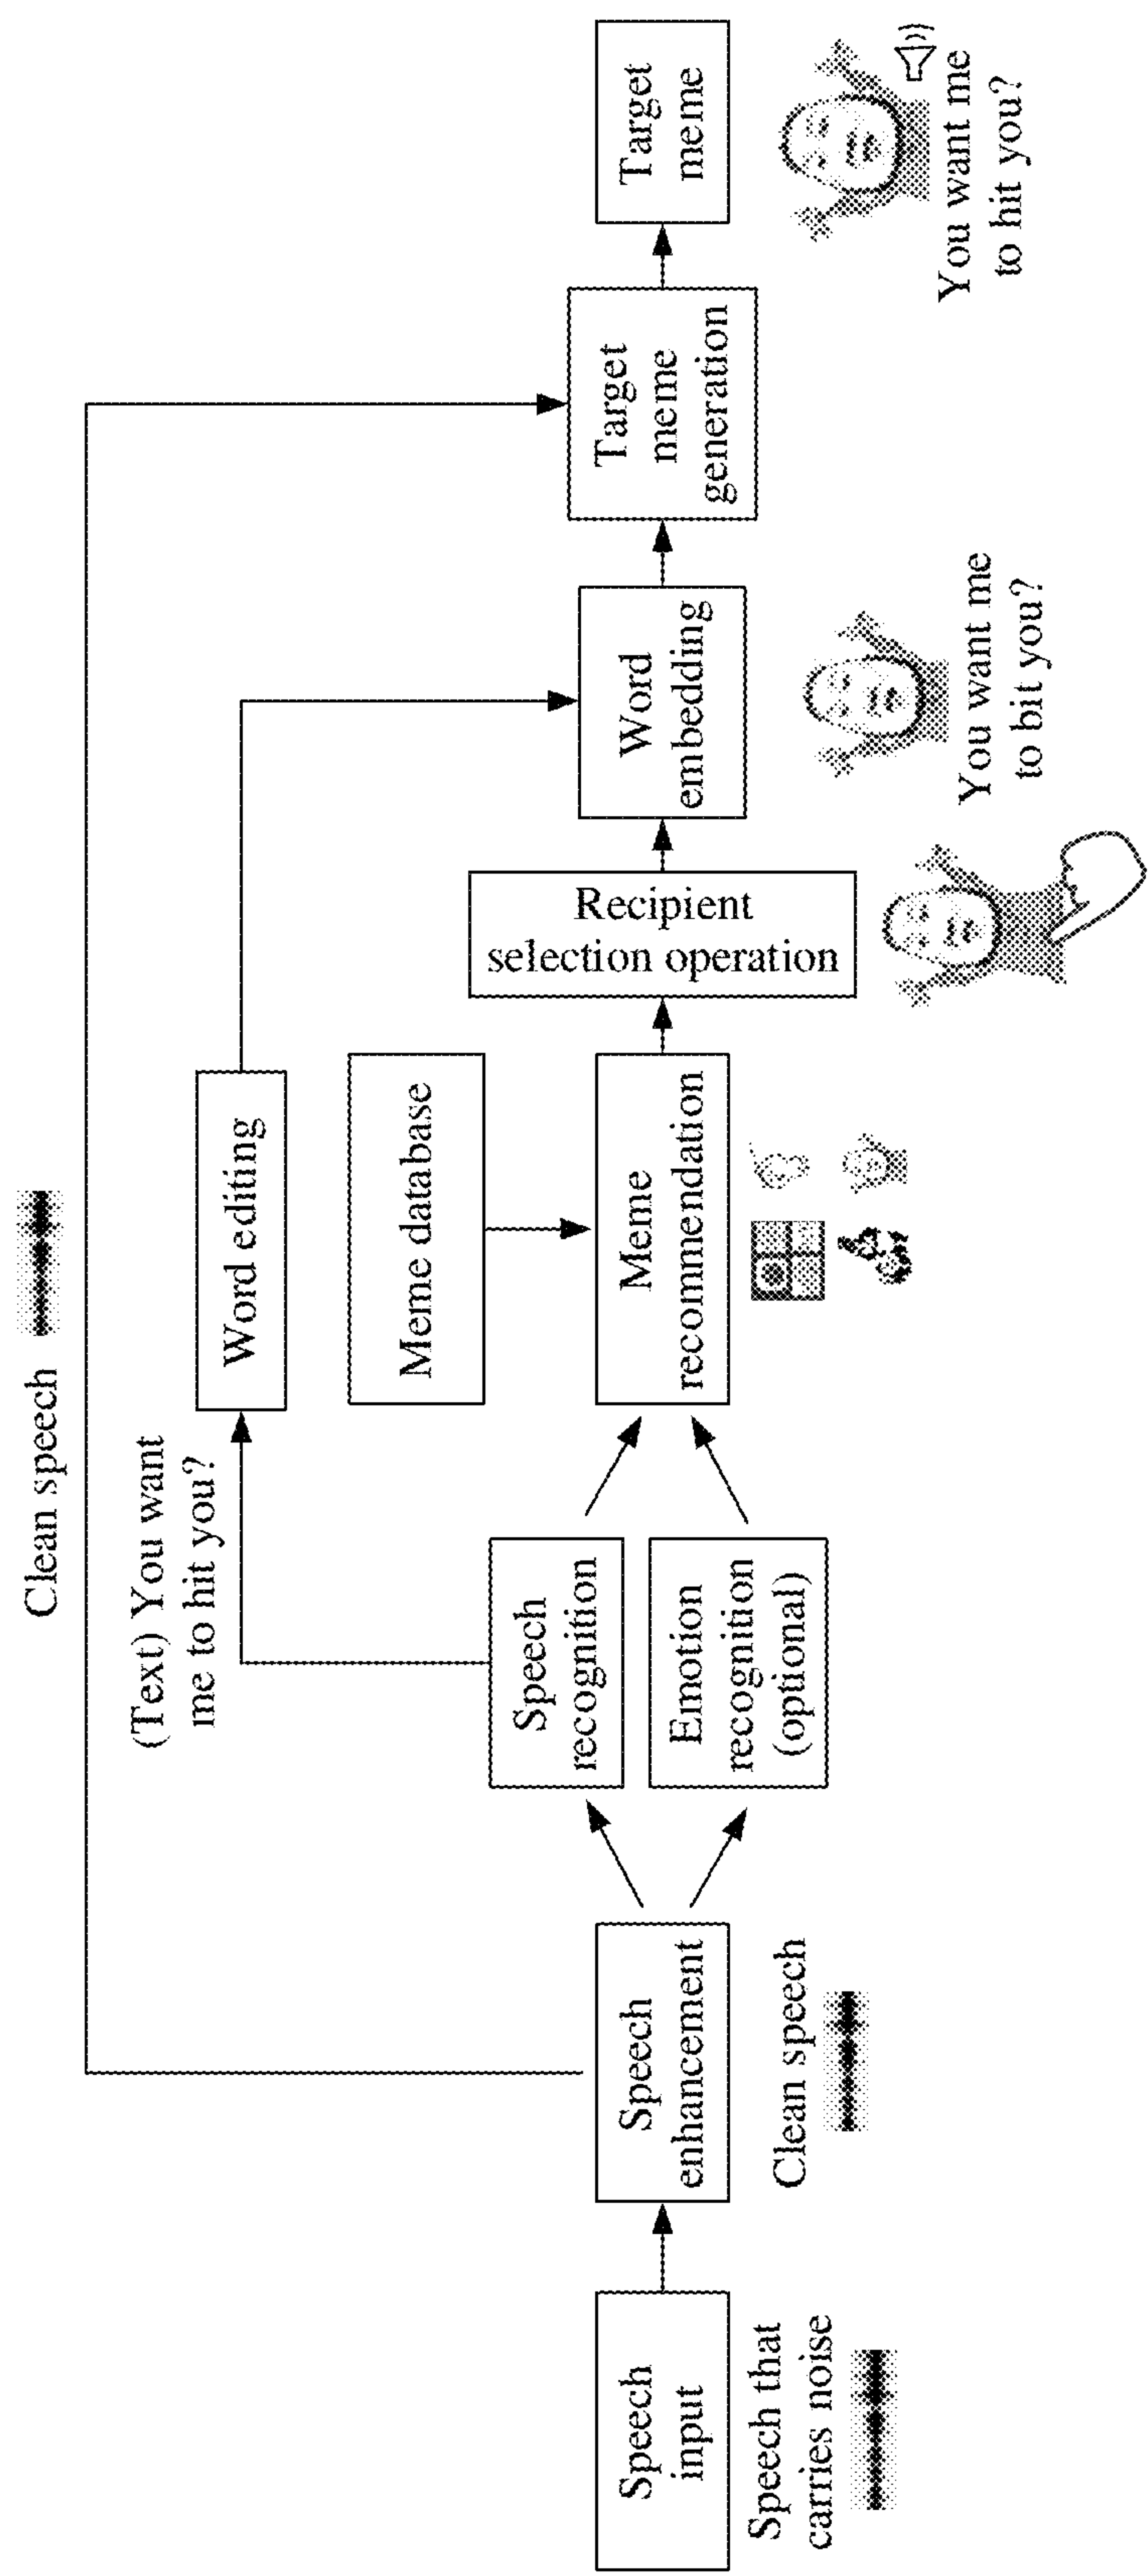 Clean speech
(Text) You want
me to hit you?
Word editing
Meme database
Speech
input
Speech that
carries noise
Speech
enhancement
Clean speech
Speech
recognition
Emotion
recognition
(optional)
Meme
recommendation
Recipient
selection operation
Word
embedding
You want me
to bit you?
Target
meme
generation
Target
meme
You want me
to hit you?